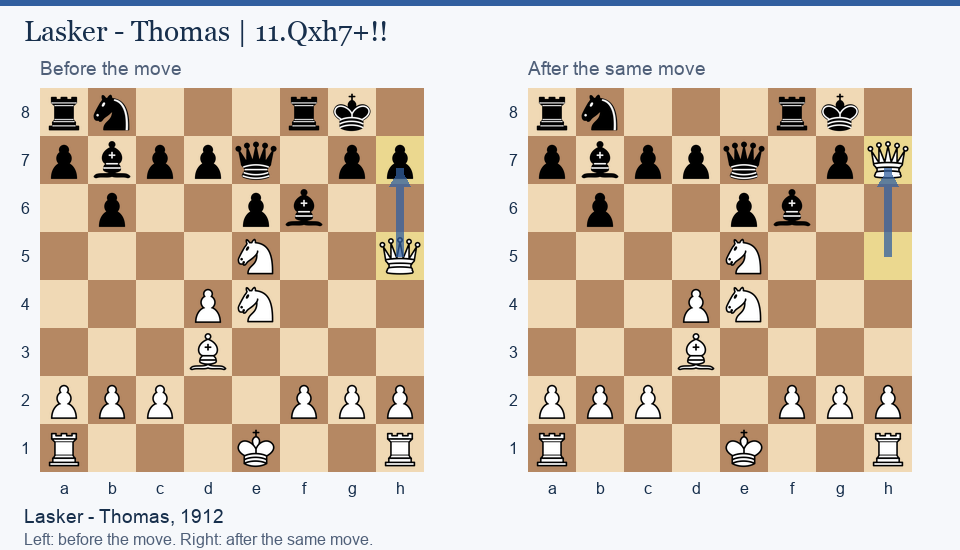 Lasker - Thomas | 11.Qxh7+!!
Before the move
After the same move
8
7
6
5
4
3
2
1
a b c d e f g h
8
7
6
5
4
3
2
1
a b c d e f g h
Lasker - Thomas, 1912
Left: before the move. Right: after the same move.